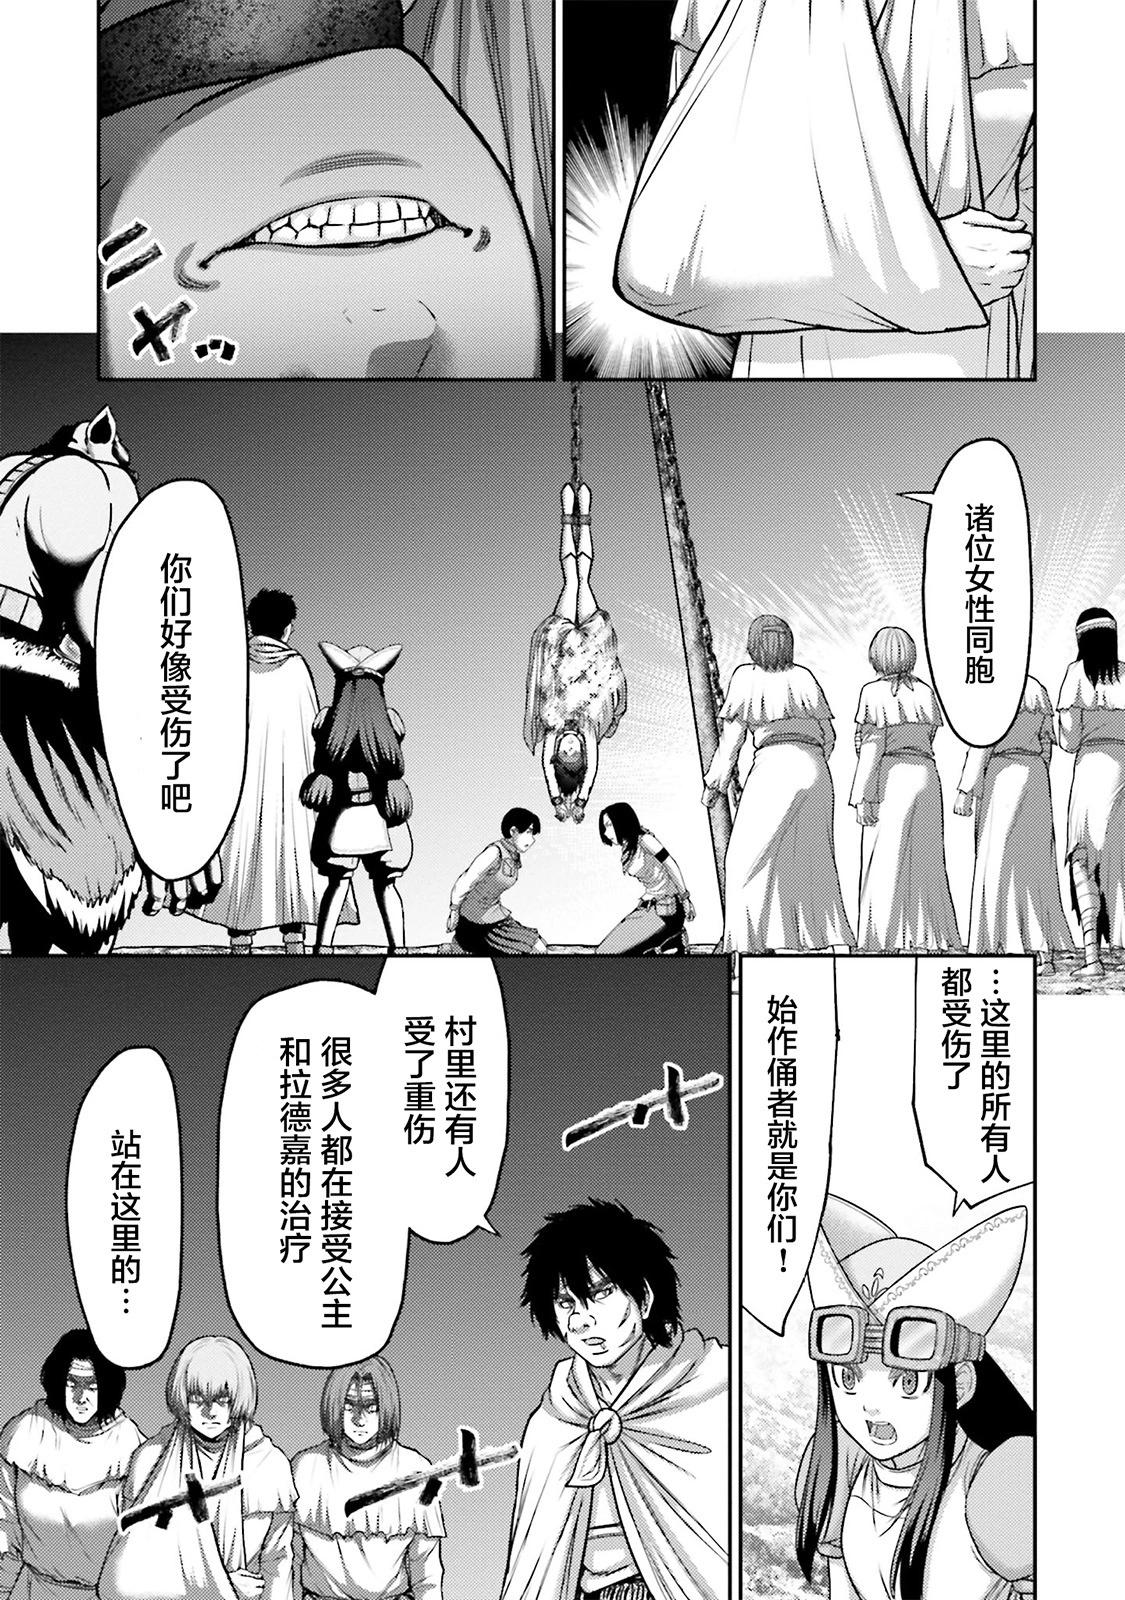 ニ
メ
ッ
诸位女性同胞
你们好像受伤了吧
…这里的所有人
都受伤了
始作俑者就是你们！
村里还有人
受了重伤
很多人都在接受公主
和拉德嘉的治疗
站在这里的…